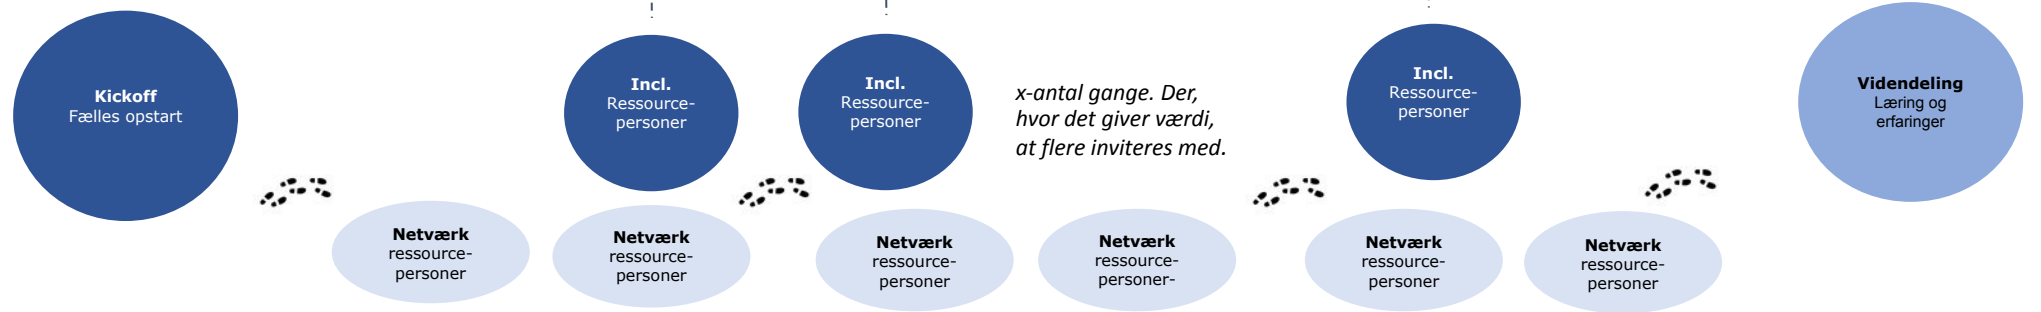 Kickoff
Fælles opstart
Incl.
Ressource-
personer
Incl.
Ressource-
personer
x-antal gange. Der,
hvor det giver værdi,
at flere inviteres med.
Incl.
Ressource-
personer
Videndeling
Læring og
erfaringer
Netværk
ressource-
personer
Netværk
ressource-
personer
Netværk
ressource-
personer
Netværk
ressource-
personer-
Netværk
ressource-
personer
Netværk
ressource-
personer